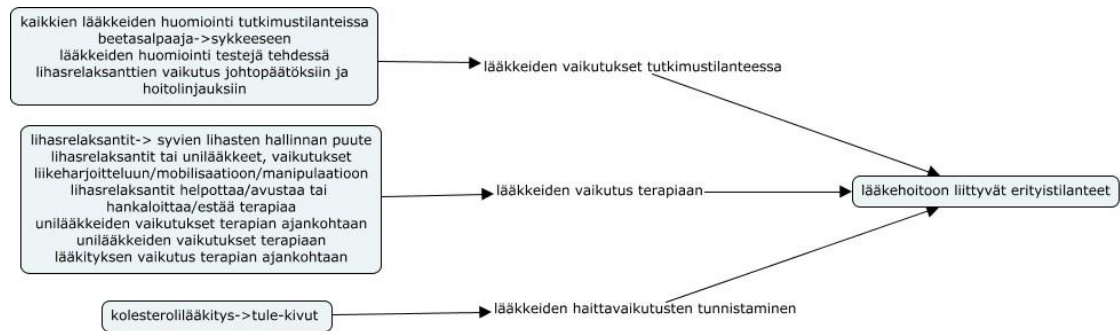 kaikkien lääkkeiden huomiointi tutkimustilanteissa
beetasalpaaja->sykkeeseen
lääkkeiden huomiointi testejä tehdessä
lihasrelaksanttien vaikutus johtopäätöksiin ja
hoitolinjauksiin
lääkkeiden vaikutukset tutkimustilanteessa
lihasrelaksantit-> syvien lihasten hallinnan puute
lihasrelaksantit tai unilääkkeet, vaikutukset
liikeharjoitteluun/mobilisaatioon/manipulaatioon
lihasrelaksantit helpottaa/avustaa tai
hankaloittaa/estää terapiaa
unilääkkeiden vaikutukset terapian ajankohtaan
unilääkkeiden vaikutukset terapiaan
lääkityksen vaikutus terapian ajankohtaan
lääkkeiden vaikutus terapiaan
lääkehoitoon liittyvät erityistilanteet
kolesterolilääkitys->tule-kivut
lääkkeiden haittavaikutusten tunnistaminen